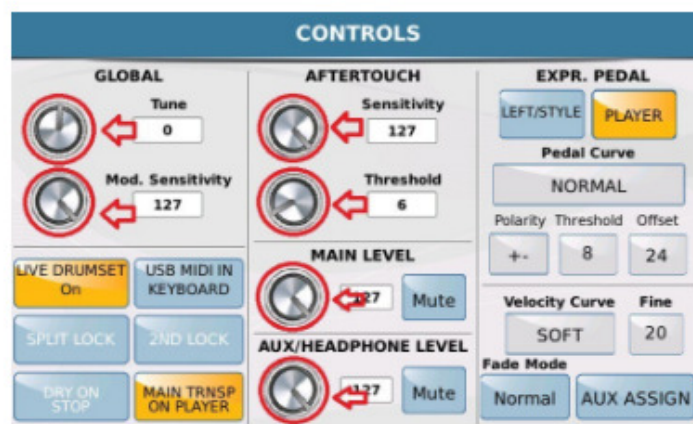 CONTROLS
GLOBAL
Tune
0
Mod. Sensitivity
127
LIVE DRUMSET
On
USB MIDI IN
KEYBOARD
SPLIT LOCK
2ND LOCK
DRY ON
STOP
MAIN TRNSP
ON PLAYER
AFTERTOUCH
Sensitivity
127
Threshold
6
MAIN LEVEL
127
Mute
AUX/HEADPHONE LEVEL
127
Mute
EXPR. PEDAL
LEFT/STYLE
PLAYER
Pedal Curve
NORMAL
Polarity Threshold Offset
+- 8 24
Velocity Curve Fine
SOFT 20
Fade Mode
Normal
AUX ASSIGN